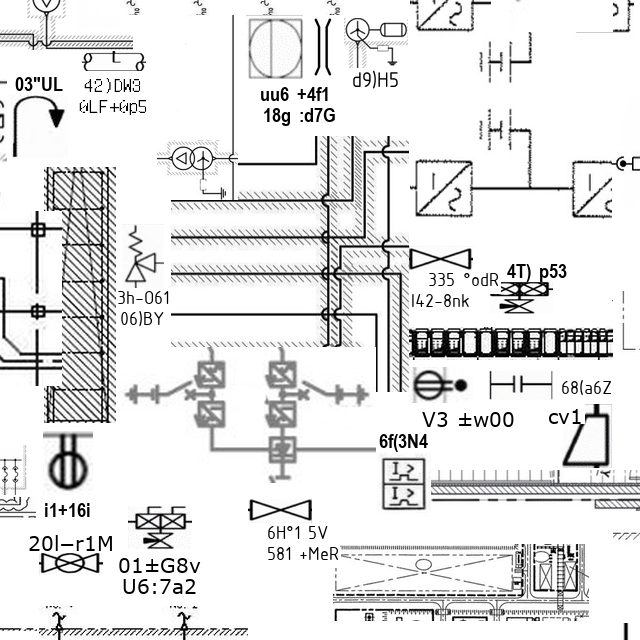 03"UL
42)DW3
0LF+0p5
uu6 +4f1
18g :d7G
d9)H5
335 °odR
I42-8nk
4T) p53
3h-061
06)BY
68(a6Z
V3 ±w00
cv1
6f(3N4
i1+16i
20l-r1M
01±G8v
U6:7a2
6H°1 5V
581 +MeR